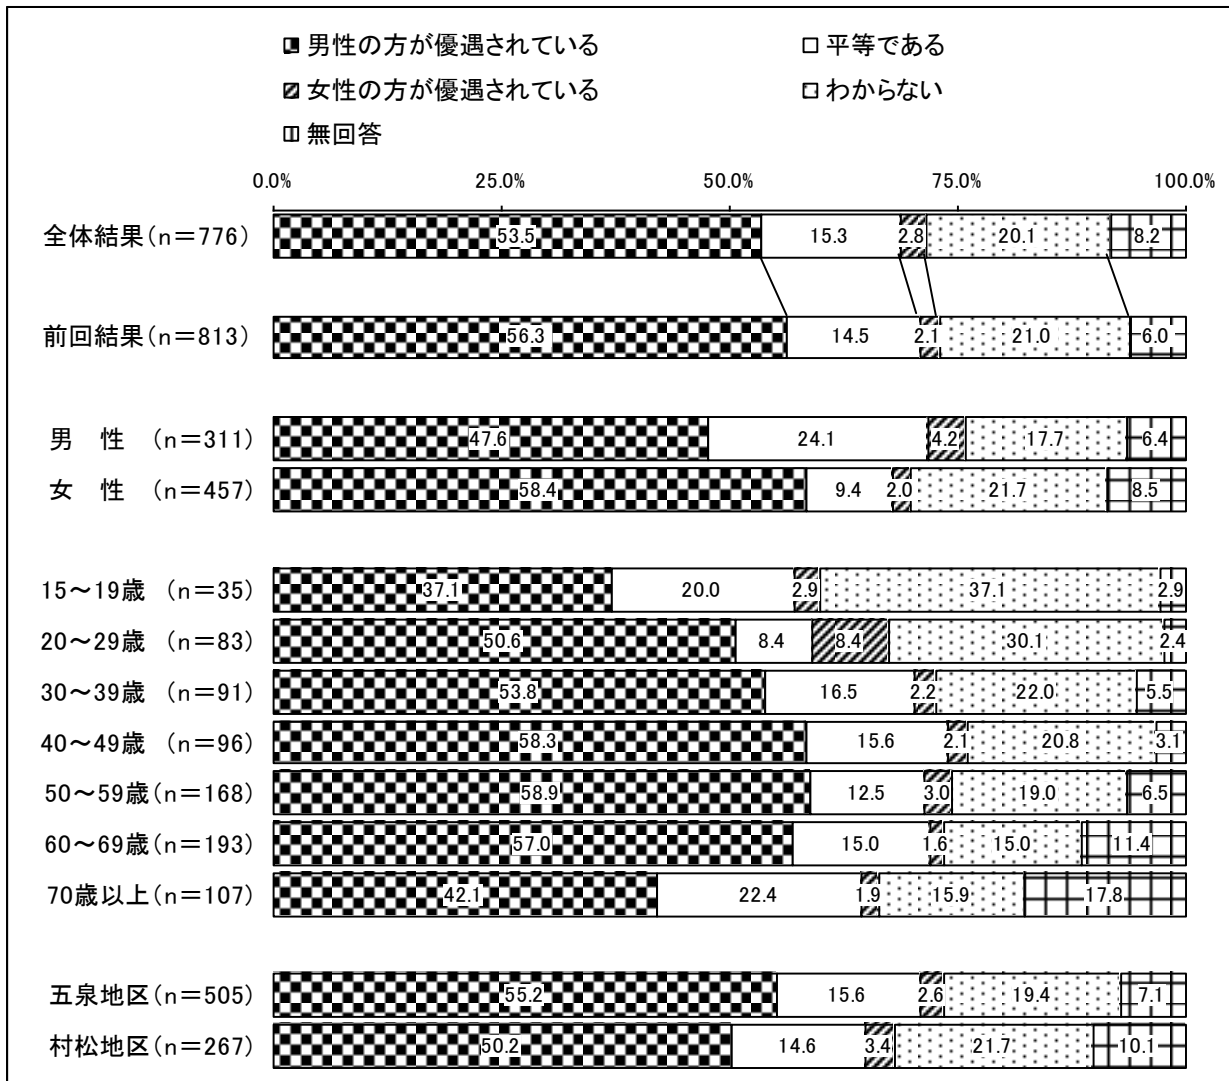 男性の方が優遇されている 平等である
女性の方が優遇されている わからない
無回答
0.0% 25.0% 50.0% 75.0% 100.0%
全体結果(n=776) 53.5 15.3 2.8 20.1 8.2
前回結果(n=813) 56.3 14.5 2.1 21.0 6.0
男 性 (n=311) 47.6 24.1 4.2 17.7 6.4
女 性 (n=457) 58.4 9.4 2.0 21.7 8.5
15~19歳 (n=35) 37.1 20.0 2.9 37.1 2.9
20~29歳 (n=83) 50.6 8.4 8.4 30.1 2.4
30~39歳 (n=91) 53.8 16.5 2.2 22.0 5.5
40~49歳 (n=96) 58.3 15.6 2.1 20.8 3.1
50~59歳(n=168) 58.9 12.5 3.0 19.0 6.5
60~69歳(n=193) 57.0 15.0 1.6 15.0 11.4
70歳以上(n=107) 42.1 22.4 1.9 15.9 17.8
五泉地区(n=505) 55.2 15.6 2.6 19.4 7.1
村松地区(n=267) 50.2 14.6 3.4 21.7 10.1